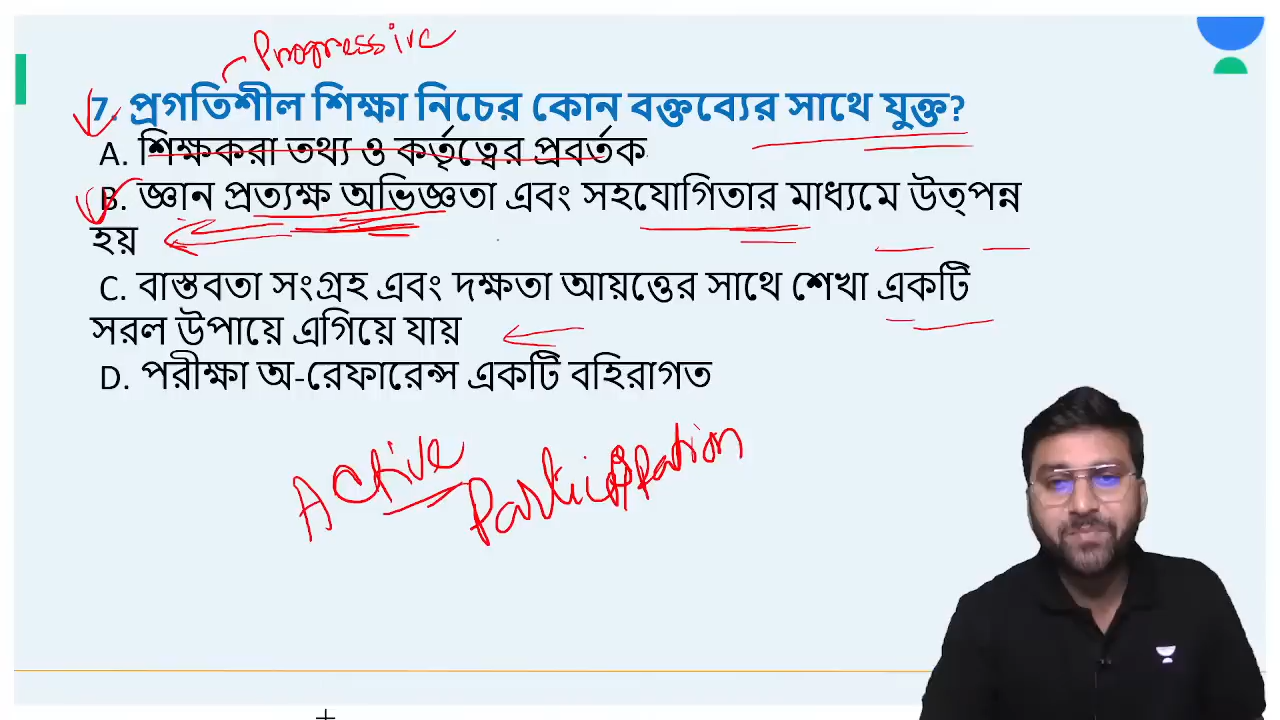 Progressive
7. প্রগতিশীল শিক্ষা নিচের কোন বক্তব্যের সাথে যুক্ত?
A. শিক্ষকরা তথ্য ও কর্তৃত্বের প্রবর্তক
B. জ্ঞান প্রত্যক্ষ অভিজ্ঞতা এবং সহযোগিতার মাধ্যমে উত্পন্ন
হয়
C. বাস্তবতা সংগ্রহ এবং দক্ষতা আয়ত্তের সাথে শেখা একটি
সরল উপায়ে এগিয়ে যায়
D. পরীক্ষা অ-রেফারেন্স একটি বহিরাগত
Active
Participation